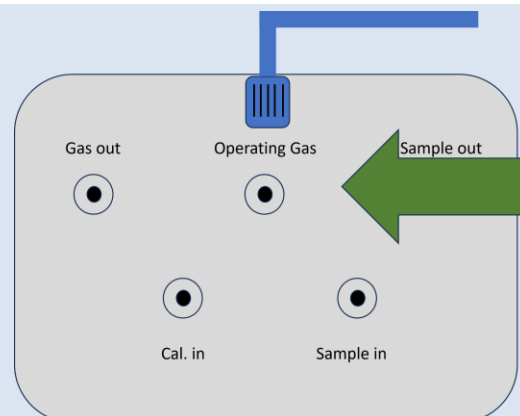 Gas out
Operating Gas
Sample out
Cal. in
Sample in